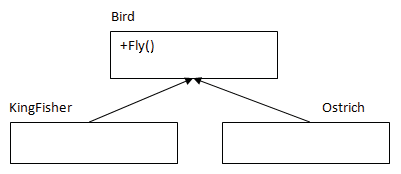 Bird
+Fly()
KingFisher
Ostrich